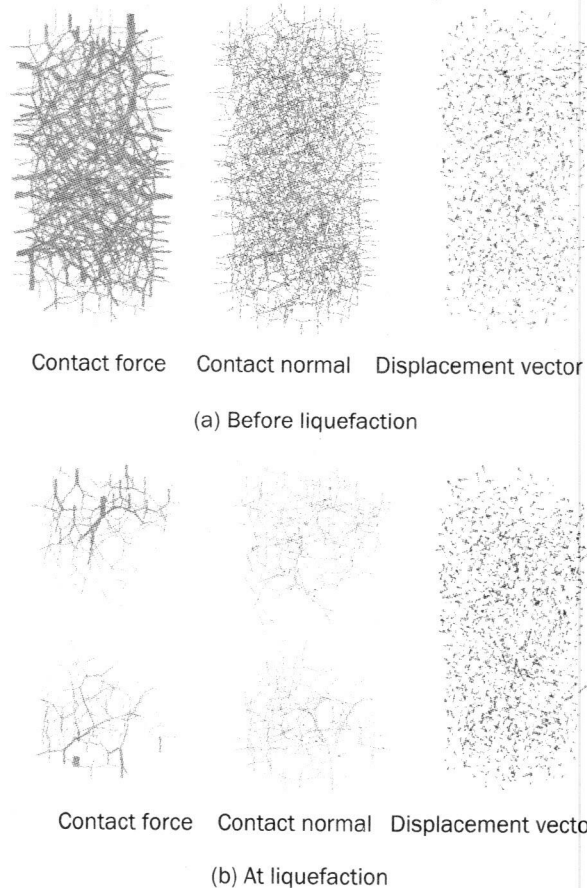 Contact force Contact normal Displacement vector
(a) Before liquefaction
Contact force Contact normal Displacement vecto
(b) At liquefaction